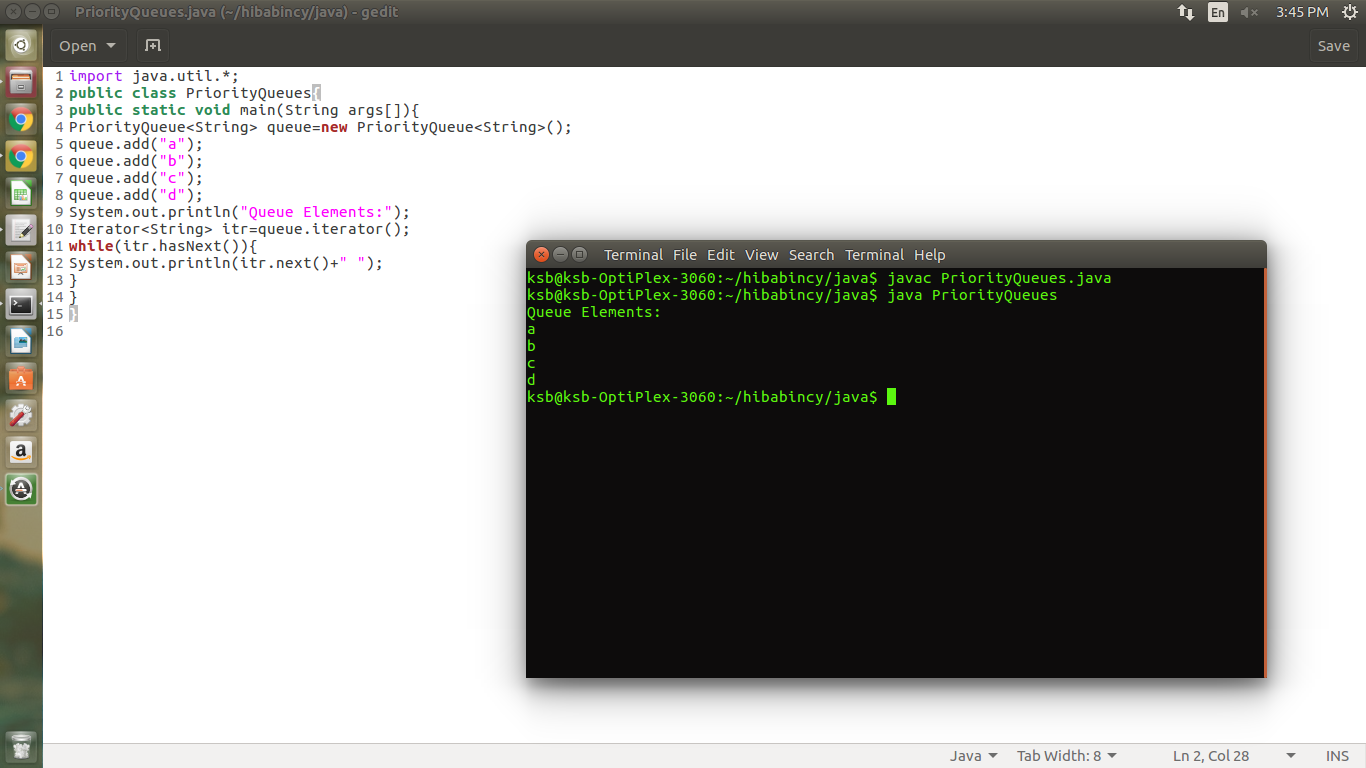 PriorityQueues.java (~/hibabincy/java) - gedit
En
3:45 PM
Open
Save
1 import java.util.*;
2 public class PriorityQueues{
3 public static void main(String args[]){
4 PriorityQueue<String> queue=new PriorityQueue<String>();
5 queue.add("a");
6 queue.add("b");
7 queue.add("c");
8 queue.add("d");
9 System.out.println("Queue Elements:");
10 Iterator<String> itr=queue.iterator();
11 while(itr.hasNext()){
12 System.out.println(itr.next()+" ");
13 }
14 }
15 }
16
Terminal File Edit View Search Terminal Help
ksb@ksb-OptiPlex-3060:~/hibabincy/java$ javac PriorityQueues.java
ksb@ksb-OptiPlex-3060:~/hibabincy/java$ java PriorityQueues
Queue Elements:
a
b
c
d
ksb@ksb-OptiPlex-3060:~/hibabincy/java$
Java
Tab Width: 8
Ln 2, Col 28
INS